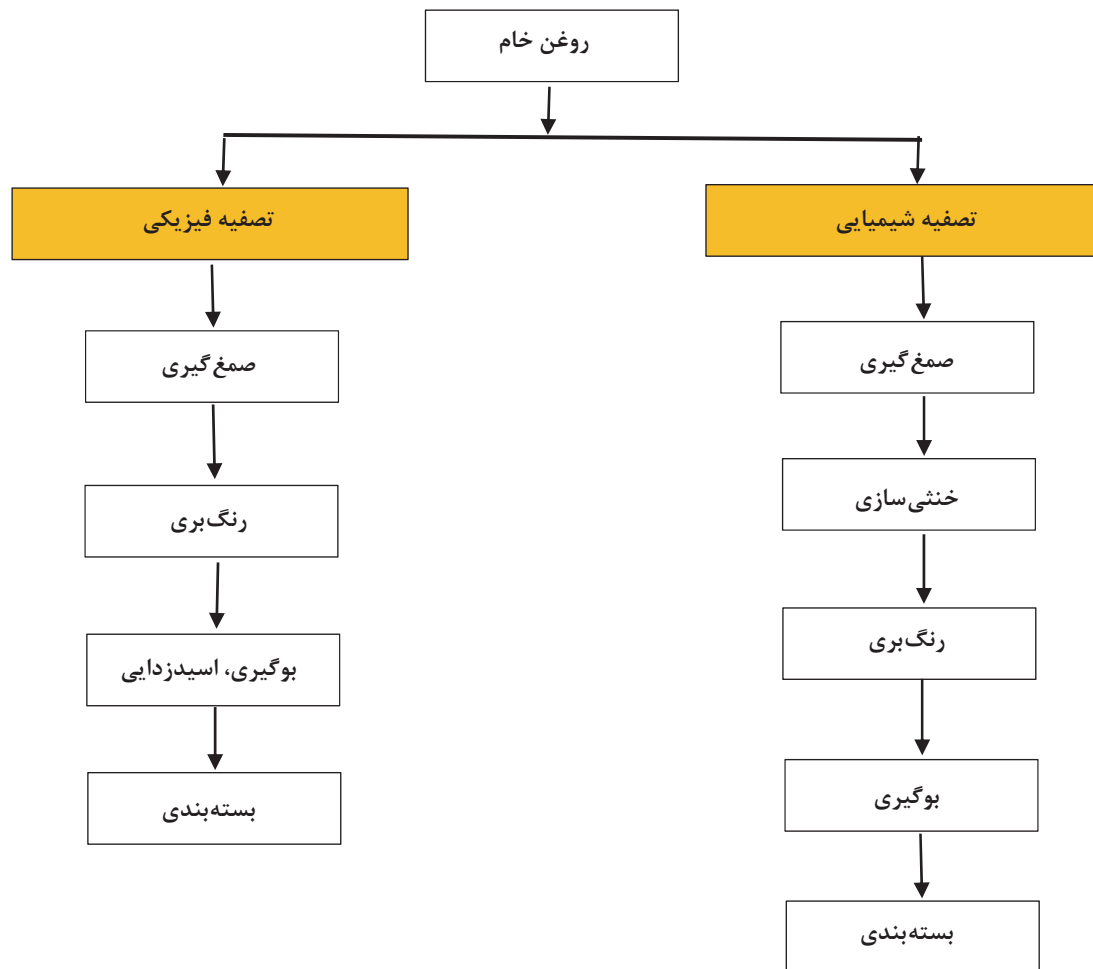 روغن خام
تصفیه شیمیایی
تصفیه فیزیکی
صمغ‌گیری
خنثی‌سازی
رنگ‌بری
بوگیری
بسته‌بندی
صمغ‌گیری
رنگ‌بری
بوگیری، اسیدزدایی
بسته‌بندی